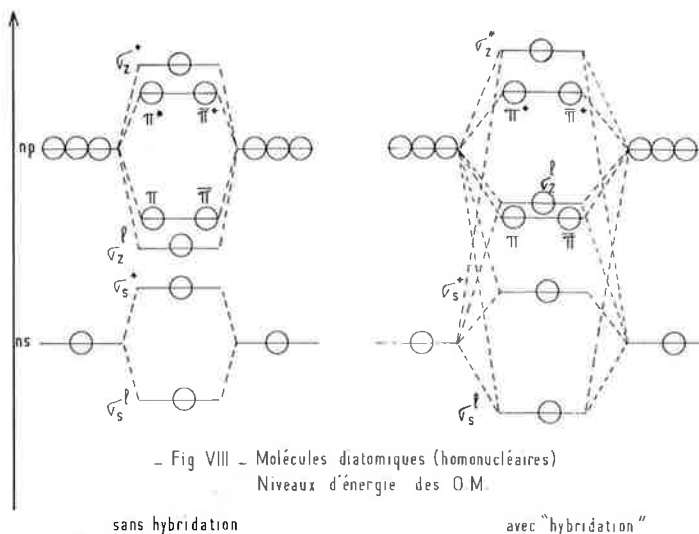 σz* σz*
π* π̄* π* π̄*
np
σzˡ
π π̄
π π̄
σzˡ
σs* σs*
ns
σsˡ
σsˡ
_ Fig VIII _ Molécules diatomiques (homonucléaires)
Niveaux d'énergie des O M.
sans hybridation avec "hybridation"